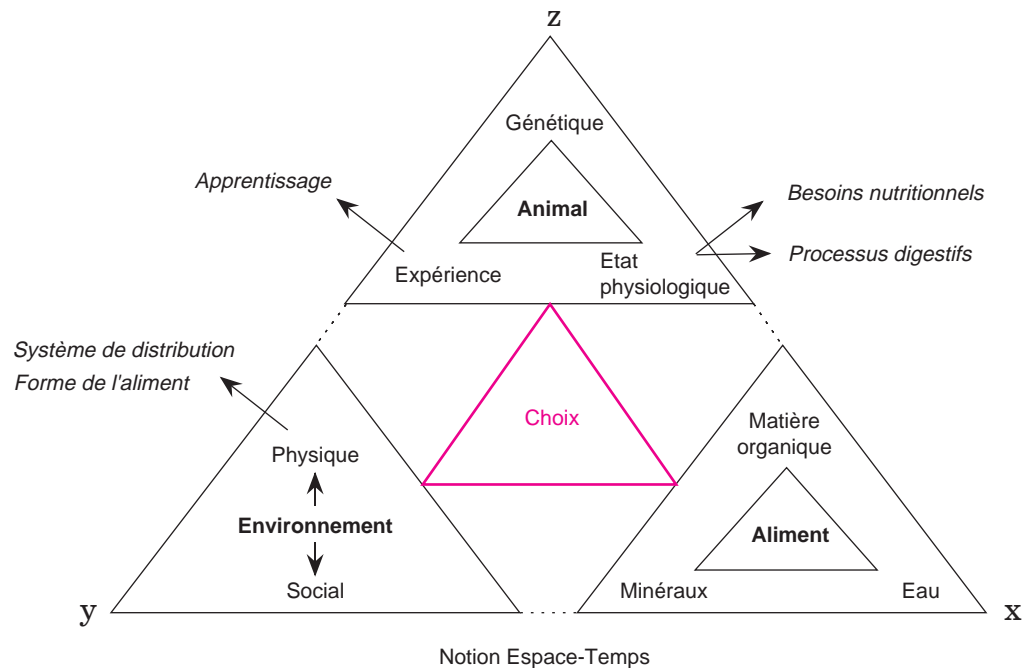 z
Génétique
Apprentissage
Animal
Besoins nutritionnels
Processus digestifs
Expérience
Etat
physiologique
Système de distribution
Forme de l'aliment
Choix
Matière
organique
Physique
Environnement
Aliment
Social
Minéraux
Eau
y
x
Notion Espace-Temps